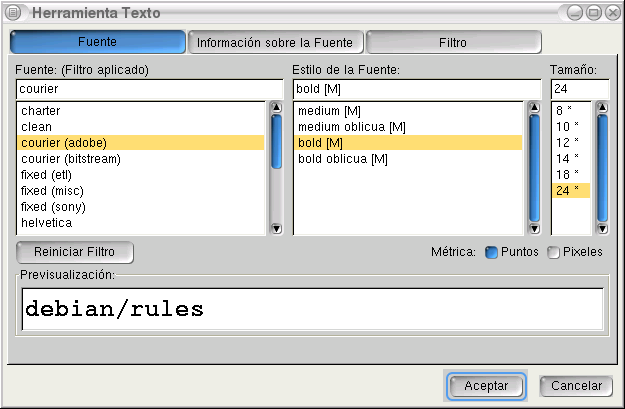 Herramienta Texto
Fuente
Información sobre la Fuente
Filtro
Fuente: (Filtro aplicado)
Estilo de la Fuente:
Tamaño:
courier
bold [M]
24
charter
clean
courier (adobe)
courier (bitstream)
fixed (etl)
fixed (misc)
fixed (sony)
helvetica
medium [M]
medium oblicua [M]
bold [M]
bold oblicua [M]
8 *
10 *
12 *
14 *
18 *
24 *
Reiniciar Filtro
Métrica:
Puntos
Pixeles
Previsualización:
debian/rules
Aceptar
Cancelar